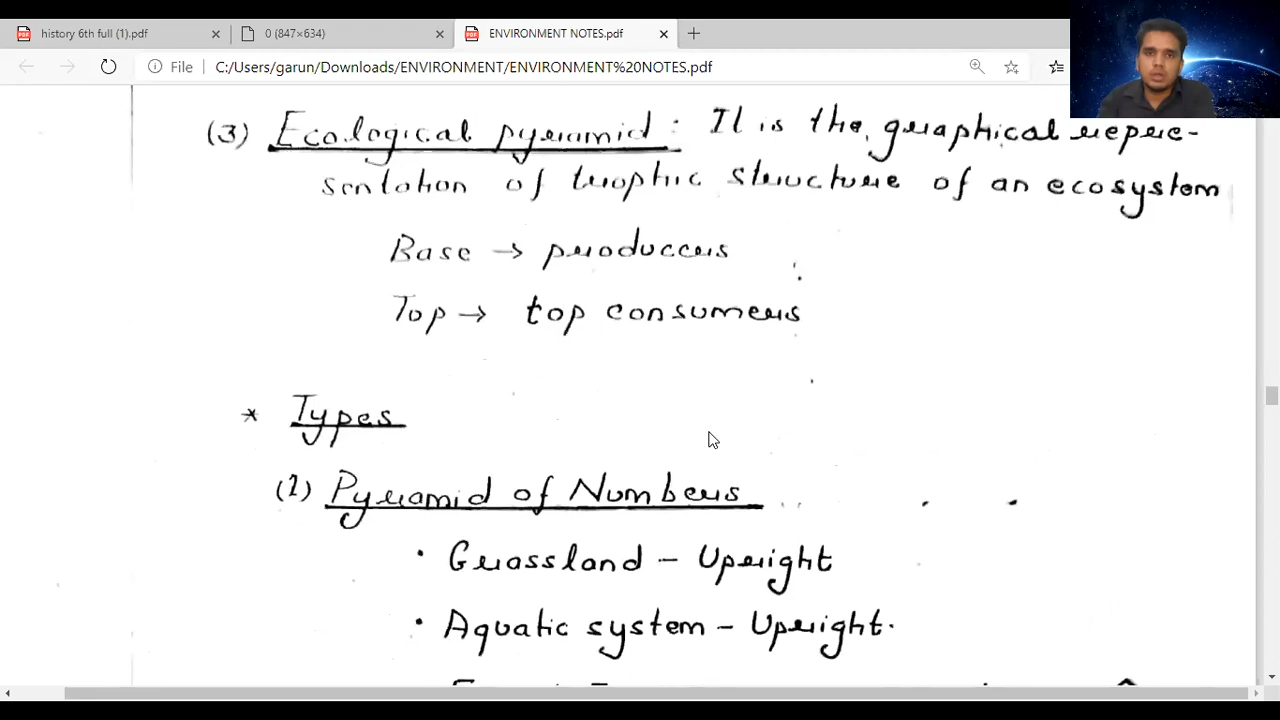 history 6th full (1).pdf
0 (847×634)
ENVIRONMENT NOTES.pdf
File C:/Users/garun/Downloads/ENVIRONMENT/ENVIRONMENT%20NOTES.pdf
(3) Ecological pyramid : It is the graphical repre-
sentation of trophic structure of an ecosystem
Base → producers
Top → top consumers
* Types
(1) Pyramid of Numbers
• Grassland - Upright
• Aquatic system - Upright.